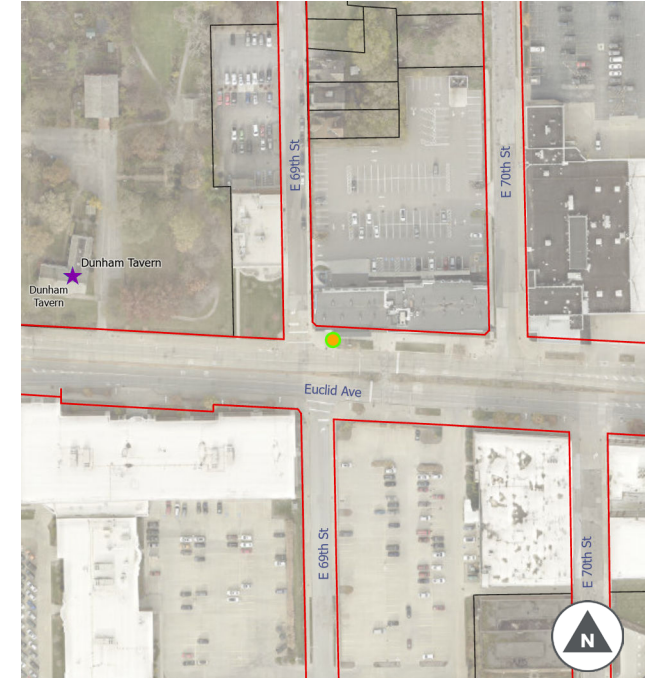 E 69th St
E 70th St
Dunham Tavern
Dunham
Tavern
Euclid Ave
E 69th St
E 70th St
N